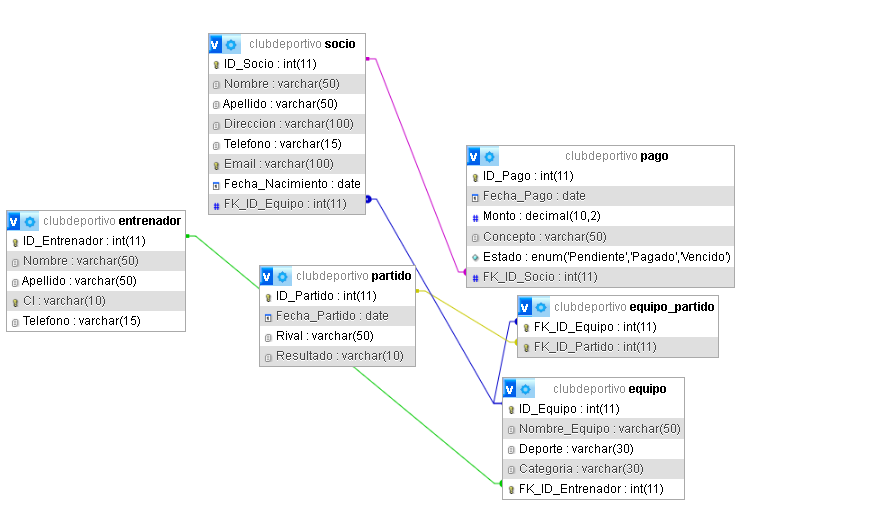 clubdeportivo socio
ID_Socio : int(11)
Nombre : varchar(50)
Apellido : varchar(50)
Direccion : varchar(100)
Telefono : varchar(15)
Email : varchar(100)
Fecha_Nacimiento : date
FK_ID_Equipo : int(11)
clubdeportivo pago
ID_Pago : int(11)
Fecha_Pago : date
Monto : decimal(10,2)
Concepto : varchar(50)
Estado : enum('Pendiente','Pagado','Vencido')
FK_ID_Socio : int(11)
clubdeportivo entrenador
ID_Entrenador : int(11)
Nombre : varchar(50)
Apellido : varchar(50)
CI : varchar(10)
Telefono : varchar(15)
clubdeportivo partido
ID_Partido : int(11)
Fecha_Partido : date
Rival : varchar(50)
Resultado : varchar(10)
clubdeportivo equipo_partido
FK_ID_Equipo : int(11)
FK_ID_Partido : int(11)
clubdeportivo equipo
ID_Equipo : int(11)
Nombre_Equipo : varchar(50)
Deporte : varchar(30)
Categoria : varchar(30)
FK_ID_Entrenador : int(11)